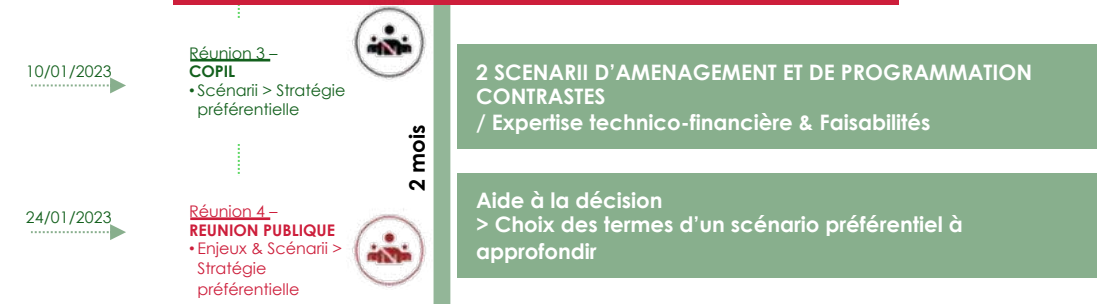 10/01/2023
Réunion 3 –
COPIL
• Scénarii > Stratégie
préférentielle
2 SCENARII D'AMENAGEMENT ET DE PROGRAMMATION
CONTRASTES
/ Expertise technico-financière & Faisabilités
2 mois
24/01/2023
Réunion 4 –
REUNION PUBLIQUE
• Enjeux & Scénarii >
Stratégie
préférentielle
Aide à la décision
> Choix des termes d'un scénario préférentiel à
approfondir